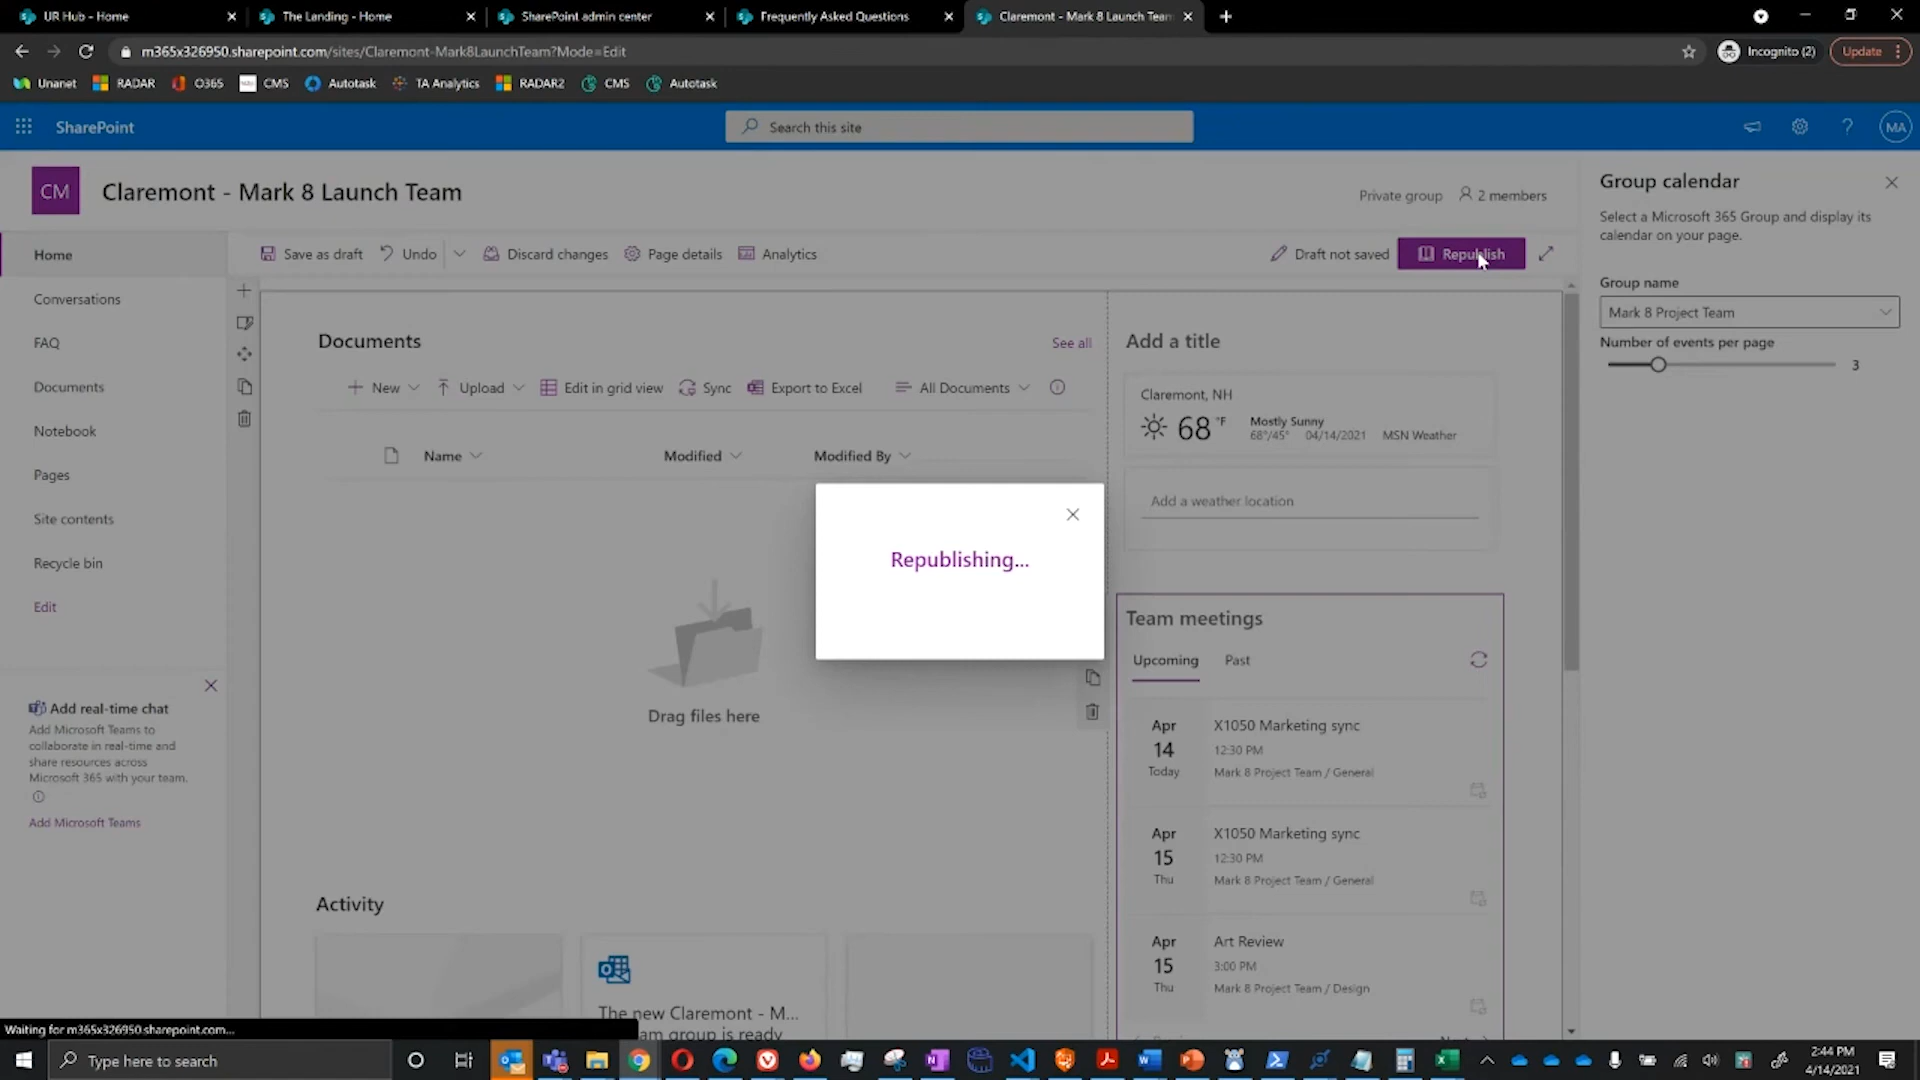 UR Hub - Home
The Landing - Home
SharePoint admin center
Frequently Asked Questions
Claremont - Mark 8 Launch Team
m365x326950.sharepoint.com/sites/Claremont-Mark8LaunchTeam?Mode=Edit
Incognito (2)
Update
Unanet
RADAR
O365
CMS
Autotask
TA Analytics
RADAR2
CMS
Autotask
SharePoint
Search this site
MA
CM
Claremont - Mark 8 Launch Team
Private group
2 members
Save as draft
Undo
Discard changes
Page details
Analytics
Draft not saved
Republish
Home
Conversations
FAQ
Documents
Notebook
Pages
Site contents
Recycle bin
Edit
Add real-time chat
Add Microsoft Teams to
collaborate in real-time and
share resources across
Microsoft 365 with your team.
Add Microsoft Teams
Documents
See all
New
Upload
Edit in grid view
Sync
Export to Excel
All Documents
Name
Modified
Modified By
Drag files here
Republishing...
Activity
The new Claremont - M...
am group is ready
Add a title
Claremont, NH
68 °F
Mostly Sunny
68°/45°
04/14/2021
MSN Weather
Add a weather location
Team meetings
Upcoming
Past
Apr
14
Today
X1050 Marketing sync
12:30 PM
Mark 8 Project Team / General
Apr
15
Thu
X1050 Marketing sync
12:30 PM
Mark 8 Project Team / General
Apr
15
Thu
Art Review
3:00 PM
Mark 8 Project Team / Design
Group calendar
Select a Microsoft 365 Group and display its
calendar on your page.
Group name
Mark 8 Project Team
Number of events per page
3
Waiting for m365x326950.sharepoint.com...
Type here to search
2:44 PM
4/14/2021